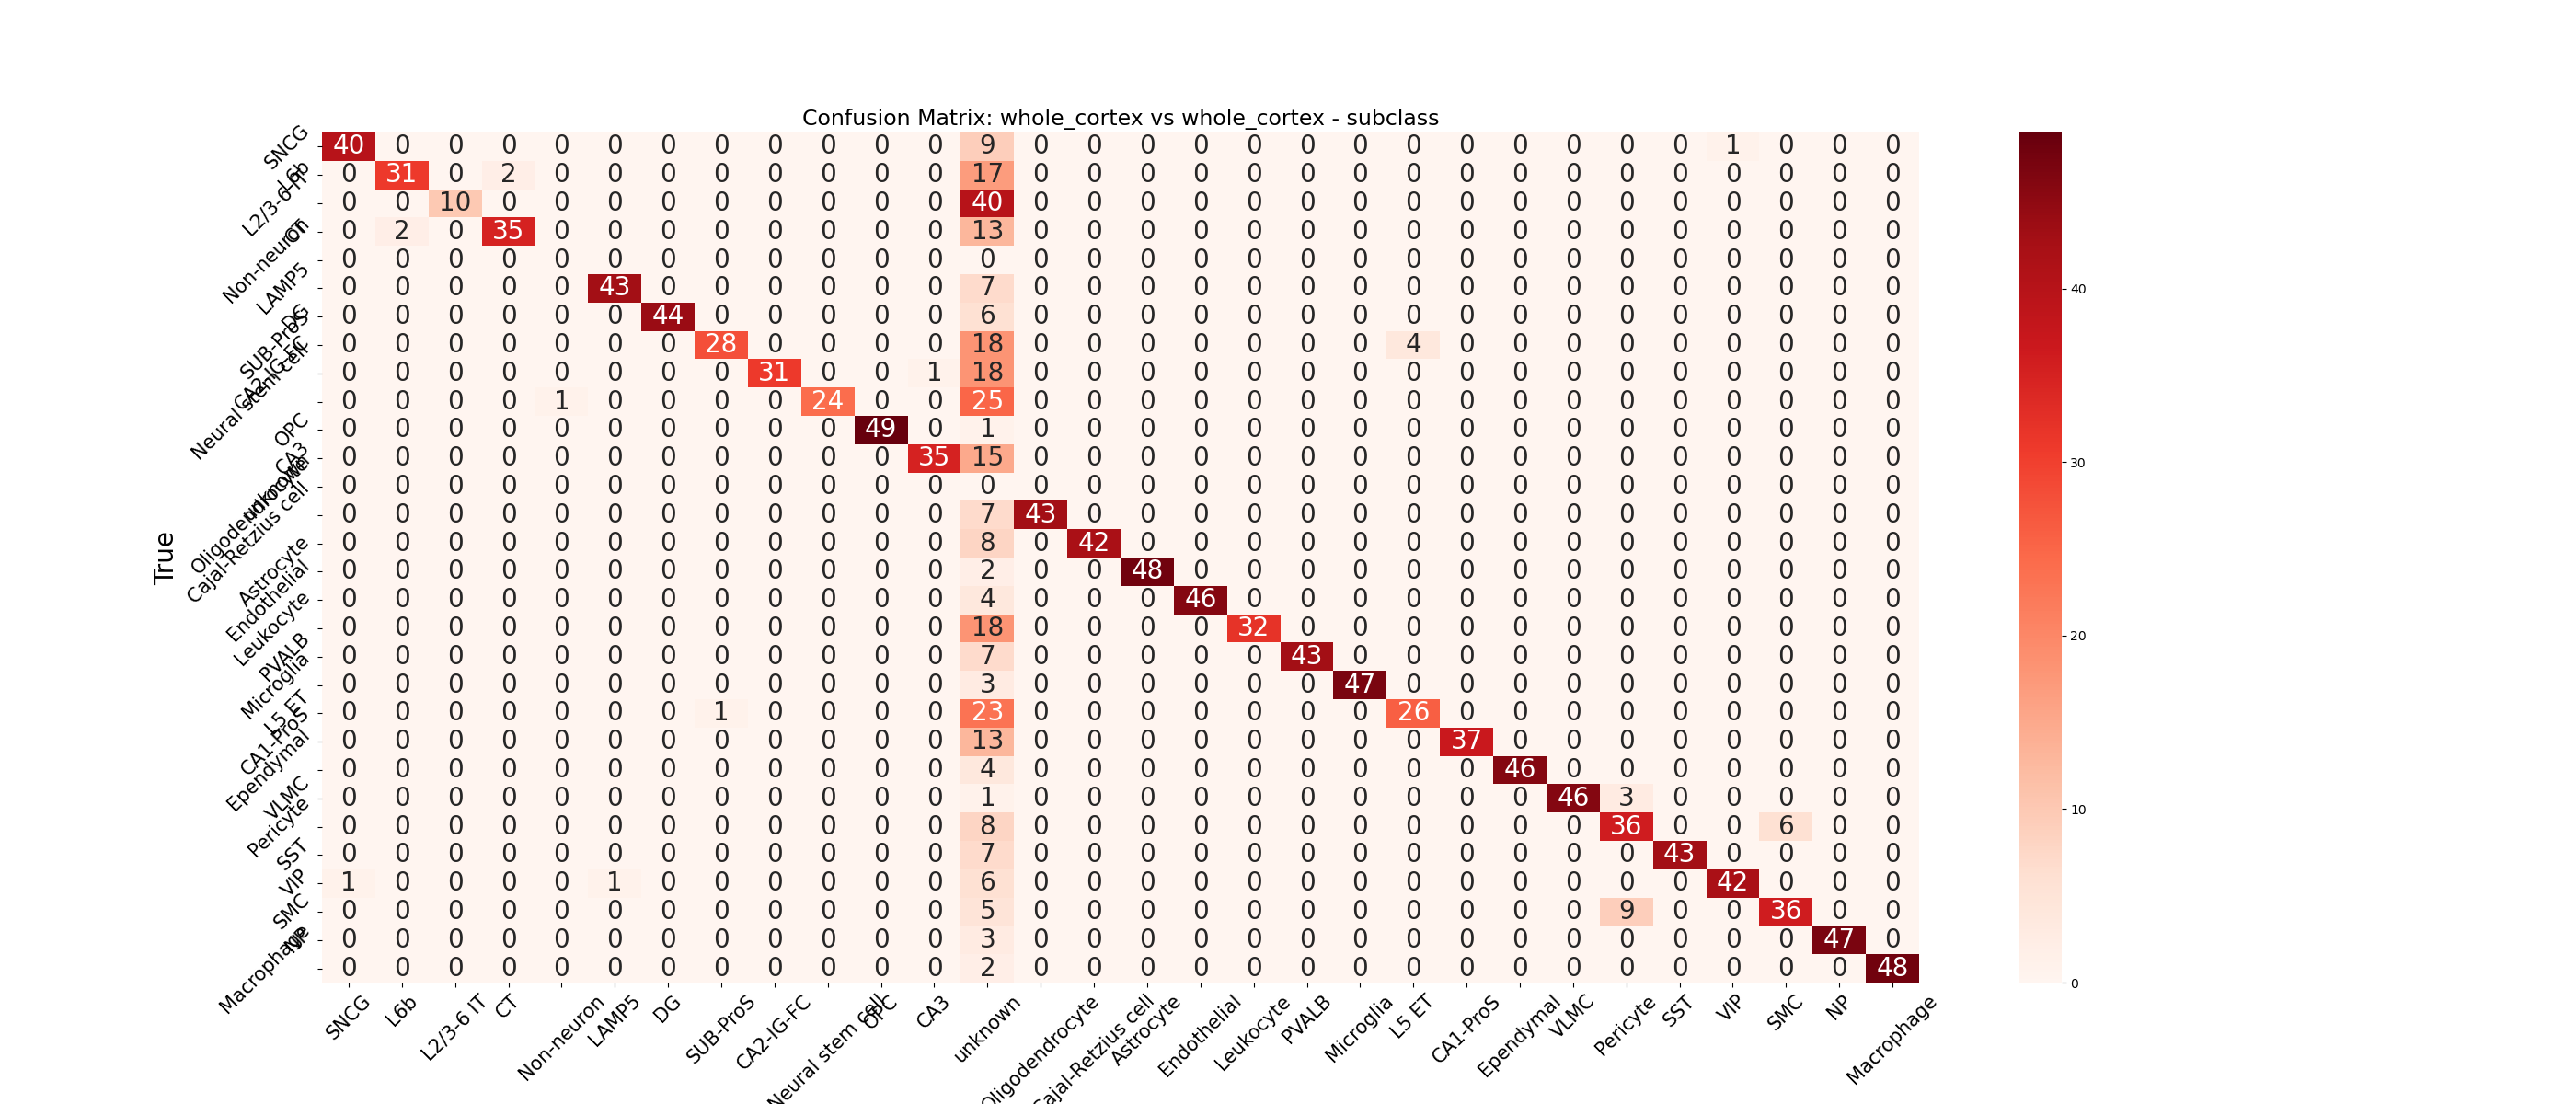 Confusion Matrix: whole_cortex vs whole_cortex - subclass
True
SNCG 40 0 0 0 0 0 0 0 0 0 0 0 9 0 0 0 0 0 0 0 0 0 0 0 0 0 1 0 0 0
L6b 0 31 0 2 0 0 0 0 0 0 0 0 17 0 0 0 0 0 0 0 0 0 0 0 0 0 0 0 0 0
L2/3-6 IT 0 0 10 0 0 0 0 0 0 0 0 0 40 0 0 0 0 0 0 0 0 0 0 0 0 0 0 0 0 0
CT 0 2 0 35 0 0 0 0 0 0 0 0 13 0 0 0 0 0 0 0 0 0 0 0 0 0 0 0 0 0
Non-neuron 0 0 0 0 0 0 0 0 0 0 0 0 0 0 0 0 0 0 0 0 0 0 0 0 0 0 0 0 0 0
LAMP5 0 0 0 0 0 43 0 0 0 0 0 0 7 0 0 0 0 0 0 0 0 0 0 0 0 0 0 0 0 0
DG 0 0 0 0 0 0 44 0 0 0 0 0 6 0 0 0 0 0 0 0 0 0 0 0 0 0 0 0 0 0
SUB-ProS 0 0 0 0 0 0 0 28 0 0 0 0 18 0 0 0 0 0 0 0 4 0 0 0 0 0 0 0 0 0
CA2-IG-FC 0 0 0 0 0 0 0 0 31 0 0 1 18 0 0 0 0 0 0 0 0 0 0 0 0 0 0 0 0 0
Neural stem cell 0 0 0 0 1 0 0 0 0 24 0 0 25 0 0 0 0 0 0 0 0 0 0 0 0 0 0 0 0 0
OPC 0 0 0 0 0 0 0 0 0 0 49 0 1 0 0 0 0 0 0 0 0 0 0 0 0 0 0 0 0 0
CA3 0 0 0 0 0 0 0 0 0 0 0 35 15 0 0 0 0 0 0 0 0 0 0 0 0 0 0 0 0 0
unknown 0 0 0 0 0 0 0 0 0 0 0 0 0 0 0 0 0 0 0 0 0 0 0 0 0 0 0 0 0 0
Oligodendrocyte 0 0 0 0 0 0 0 0 0 0 0 0 7 43 0 0 0 0 0 0 0 0 0 0 0 0 0 0 0 0
Cajal-Retzius cell 0 0 0 0 0 0 0 0 0 0 0 0 8 0 42 0 0 0 0 0 0 0 0 0 0 0 0 0 0 0
Astrocyte 0 0 0 0 0 0 0 0 0 0 0 0 2 0 0 48 0 0 0 0 0 0 0 0 0 0 0 0 0 0
Endothelial 0 0 0 0 0 0 0 0 0 0 0 0 4 0 0 0 46 0 0 0 0 0 0 0 0 0 0 0 0 0
Leukocyte 0 0 0 0 0 0 0 0 0 0 0 0 18 0 0 0 0 32 0 0 0 0 0 0 0 0 0 0 0 0
PVALB 0 0 0 0 0 0 0 0 0 0 0 0 7 0 0 0 0 0 43 0 0 0 0 0 0 0 0 0 0 0
Microglia 0 0 0 0 0 0 0 0 0 0 0 0 3 0 0 0 0 0 0 47 0 0 0 0 0 0 0 0 0 0
L5 ET 0 0 0 0 0 0 0 1 0 0 0 0 23 0 0 0 0 0 0 0 26 0 0 0 0 0 0 0 0 0
CA1-ProS 0 0 0 0 0 0 0 0 0 0 0 0 13 0 0 0 0 0 0 0 0 37 0 0 0 0 0 0 0 0
Ependymal 0 0 0 0 0 0 0 0 0 0 0 0 4 0 0 0 0 0 0 0 0 0 46 0 0 0 0 0 0 0
VLMC 0 0 0 0 0 0 0 0 0 0 0 0 1 0 0 0 0 0 0 0 0 0 0 46 3 0 0 0 0 0
Pericyte 0 0 0 0 0 0 0 0 0 0 0 0 8 0 0 0 0 0 0 0 0 0 0 0 36 0 0 6 0 0
SST 0 0 0 0 0 0 0 0 0 0 0 0 7 0 0 0 0 0 0 0 0 0 0 0 0 43 0 0 0 0
VIP 1 0 0 0 0 1 0 0 0 0 0 0 6 0 0 0 0 0 0 0 0 0 0 0 0 0 42 0 0 0
SMC 0 0 0 0 0 0 0 0 0 0 0 0 5 0 0 0 0 0 0 0 0 0 0 0 9 0 0 36 0 0
NP 0 0 0 0 0 0 0 0 0 0 0 0 3 0 0 0 0 0 0 0 0 0 0 0 0 0 0 0 47 0
Macrophage 0 0 0 0 0 0 0 0 0 0 0 0 2 0 0 0 0 0 0 0 0 0 0 0 0 0 0 0 0 48
SNCG L6b L2/3-6 IT CT Non-neuron LAMP5 DG SUB-ProS CA2-IG-FC Neural stem cell OPC CA3 unknown Oligodendrocyte Cajal-Retzius cell Astrocyte Endothelial Leukocyte PVALB Microglia L5 ET CA1-ProS Ependymal VLMC Pericyte SST VIP SMC NP Macrophage
40
30
20
10
0